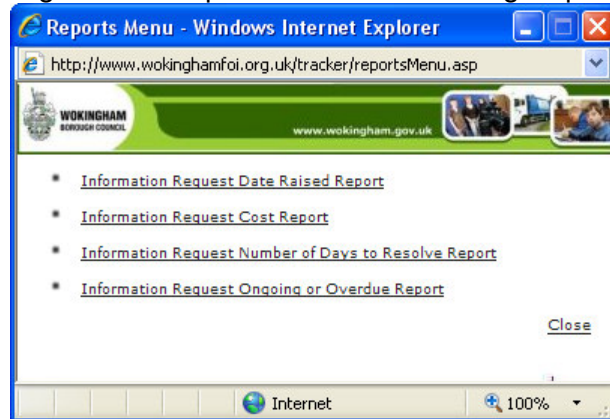 Reports Menu - Windows Internet Explorer
http://www.wokinghamfoi.org.uk/tracker/reportsMenu.asp
WOKINGHAM
BOROUGH COUNCIL
www.wokingham.gov.uk
Information Request Date Raised Report
Information Request Cost Report
Information Request Number of Days to Resolve Report
Information Request Ongoing or Overdue Report
Close
Internet
100%